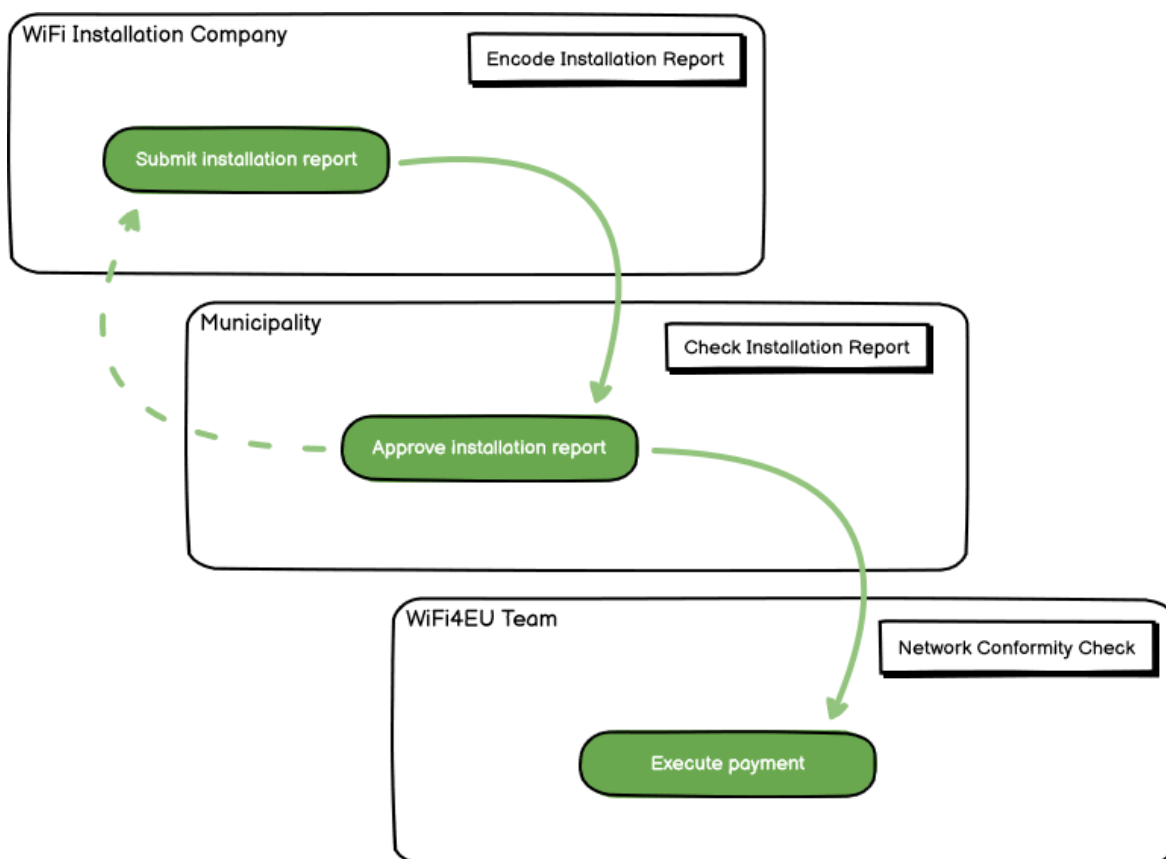 WiFi Installation Company
Encode Installation Report
Submit installation report
Municipality
Check Installation Report
Approve installation report
WiFi4EU Team
Network Conformity Check
Execute payment